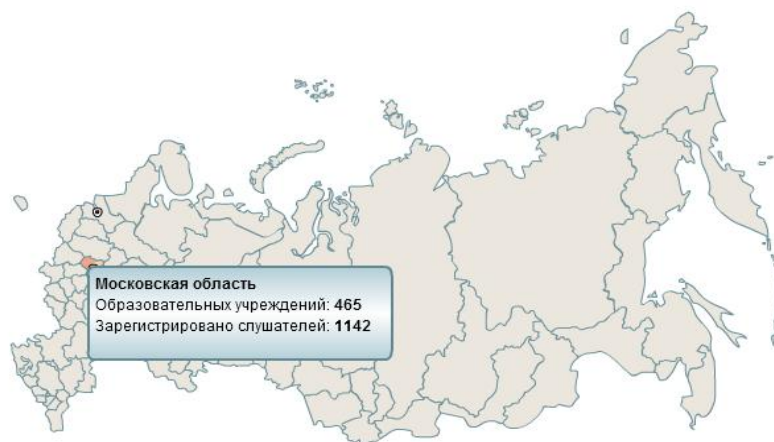 Московская область
Образовательных учреждений: 465
Зарегистрировано слушателей: 1142